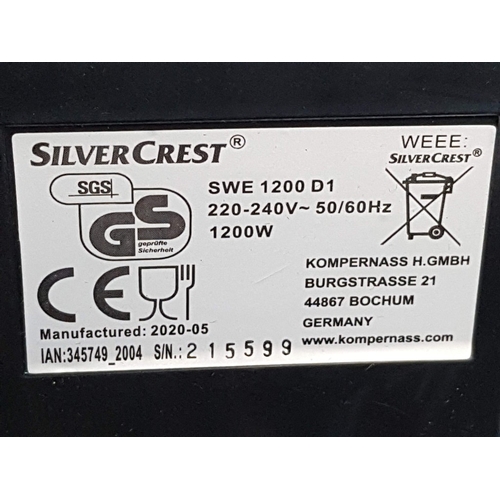 SILVERCREST®
WEEE:
SILVERCREST®
SGS
GS
geprüfte
Sicherheit
SWE 1200 D1
220-240V~ 50/60Hz
1200W
KOMPERNASS H.GMBH
BURGSTRASSE 21
44867 BOCHUM
GERMANY
www.kompernass.com
CE
Manufactured: 2020-05
IAN:345749_2004 S/N.: 215599